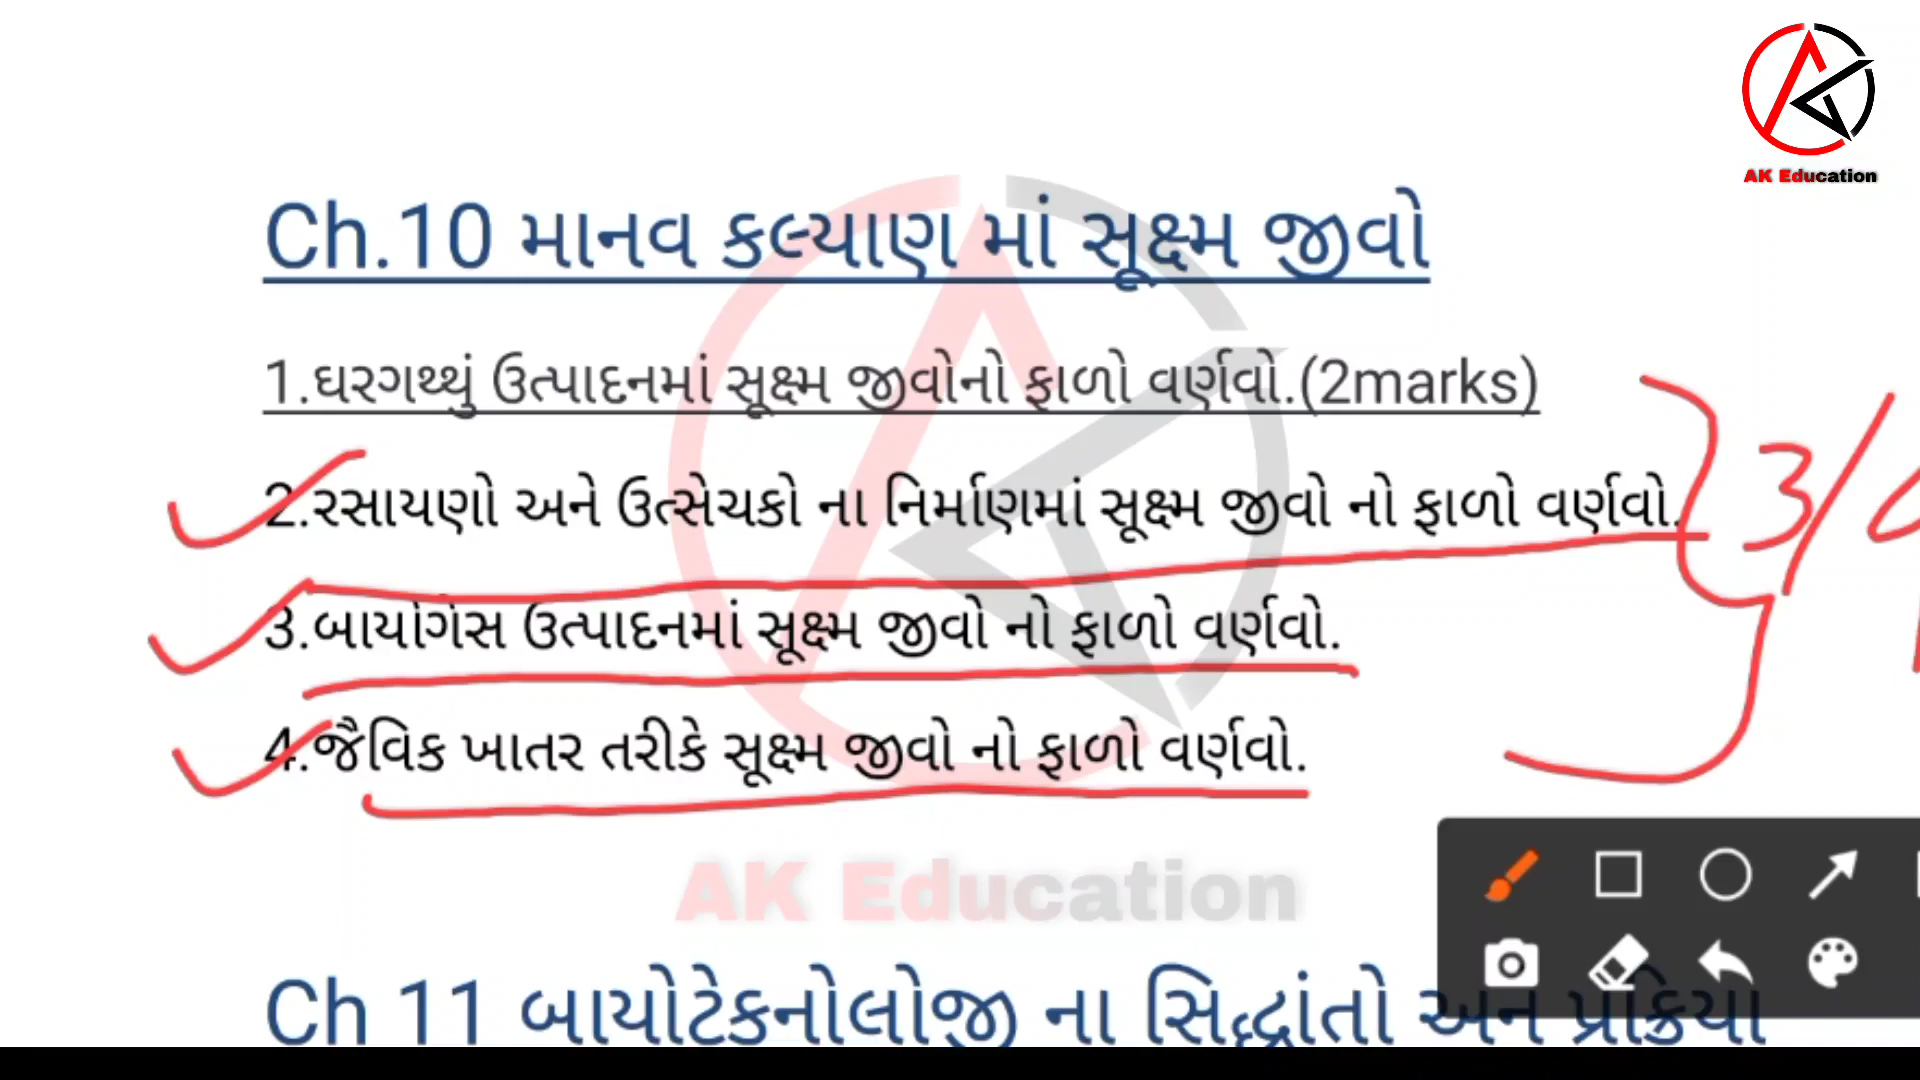 AK Education
Ch.10 માનવ કલ્યાણ માં સૂક્ષ્મ જીવો
1.ઘરગથ્થું ઉત્પાદનમાં સૂક્ષ્મ જીવોનો ફાળો વર્ણવો.(2marks)
2.રસાયણો અને ઉત્સેચકો ના નિર્માણમાં સૂક્ષ્મ જીવો નો ફાળો વર્ણવો.
3/
3.બાયોગેસ ઉત્પાદનમાં સૂક્ષ્મ જીવો નો ફાળો વર્ણવો.
4.જૈવિક ખાતર તરીકે સૂક્ષ્મ જીવો નો ફાળો વર્ણવો.
AK Education
Ch 11 બાયોટેકનોલોજી ના સિદ્ધાંતો અને પ્રક્રિયા